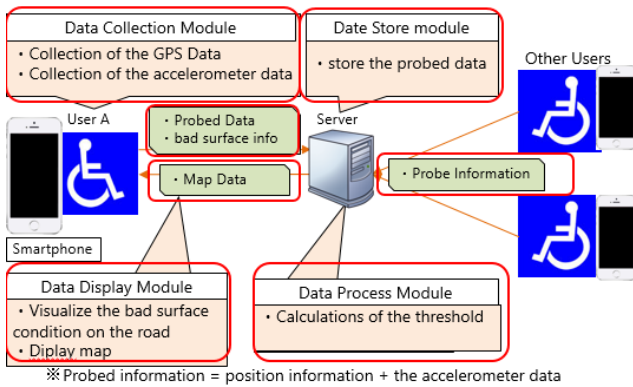 Data Collection Module
・Collection of the GPS Data
・Collection of the accelerometer data
Date Store module
・store the probed data
Other Users
User A
・Probed Data
・bad surface info
Server
・Map Data
・Probe Information
Smartphone
Data Display Module
・Visualize the bad surface
condition on the road
・Diplay map
Data Process Module
・Calculations of the threshold
※Probed information = position information + the accelerometer data